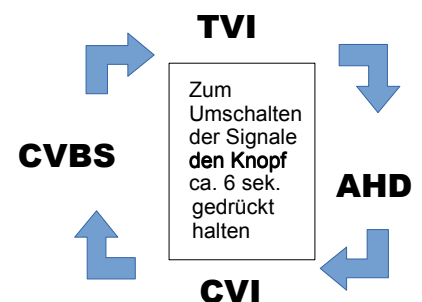 TVI
Zum
Umschalten
der Signale
den Knopf
ca. 6 sek.
gedrückt
halten
CVBS
AHD
CVI